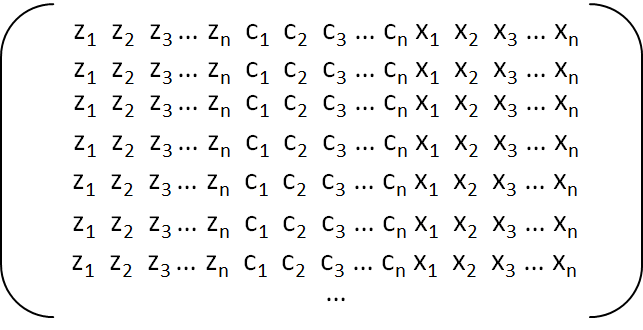 z₁ z₂ z₃ ... zₙ c₁ c₂ c₃ ... cₙ x₁ x₂ x₃ ... xₙ
z₁ z₂ z₃ ... zₙ c₁ c₂ c₃ ... cₙ x₁ x₂ x₃ ... xₙ
z₁ z₂ z₃ ... zₙ c₁ c₂ c₃ ... cₙ x₁ x₂ x₃ ... xₙ
z₁ z₂ z₃ ... zₙ c₁ c₂ c₃ ... cₙ x₁ x₂ x₃ ... xₙ
z₁ z₂ z₃ ... zₙ c₁ c₂ c₃ ... cₙ x₁ x₂ x₃ ... xₙ
z₁ z₂ z₃ ... zₙ c₁ c₂ c₃ ... cₙ x₁ x₂ x₃ ... xₙ
z₁ z₂ z₃ ... zₙ c₁ c₂ c₃ ... cₙ x₁ x₂ x₃ ... xₙ
...